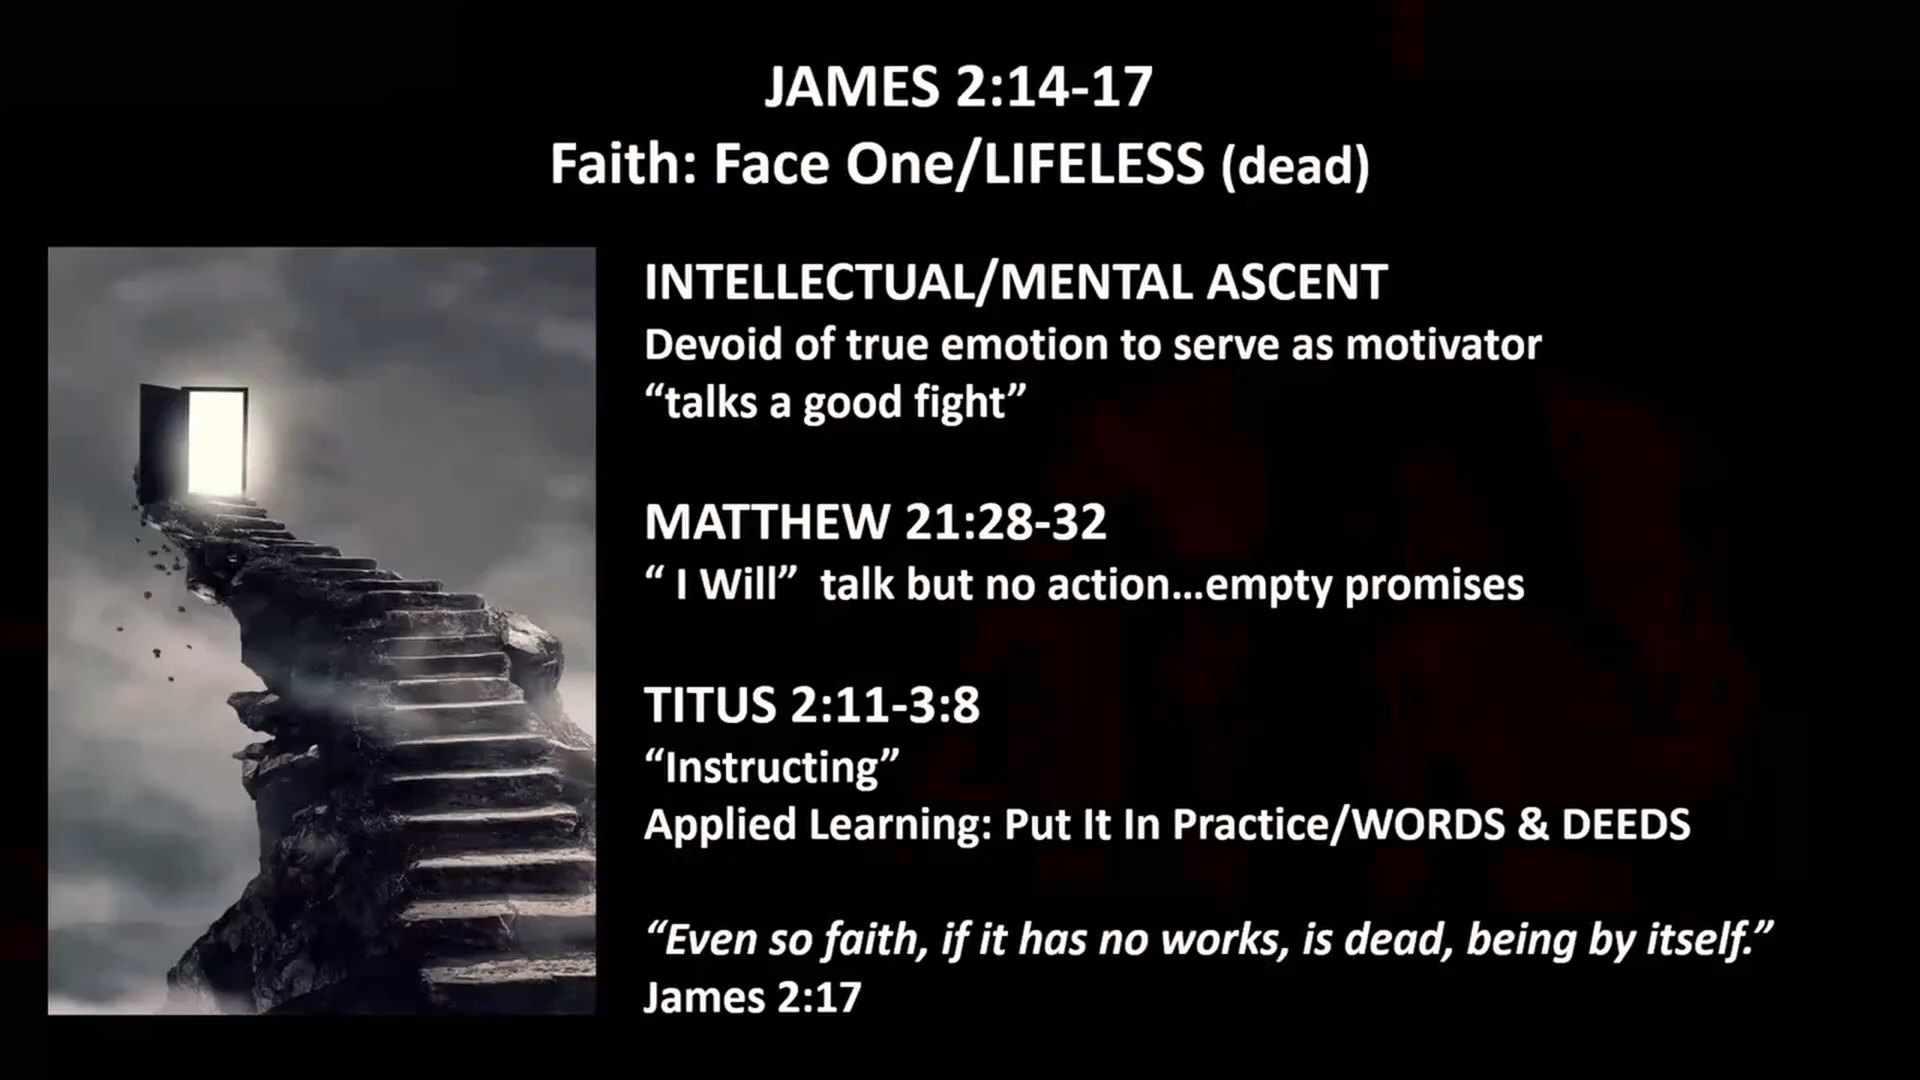 JAMES 2:14-17
Faith: Face One/LIFELESS (dead)
INTELLECTUAL/MENTAL ASCENT
Devoid of true emotion to serve as motivator
“talks a good fight”
MATTHEW 21:28-32
“ I Will”  talk but no action...empty promises
TITUS 2:11-3:8
“Instructing”
Applied Learning: Put It In Practice/WORDS & DEEDS
“Even so faith, if it has no works, is dead, being by itself.”
James 2:17